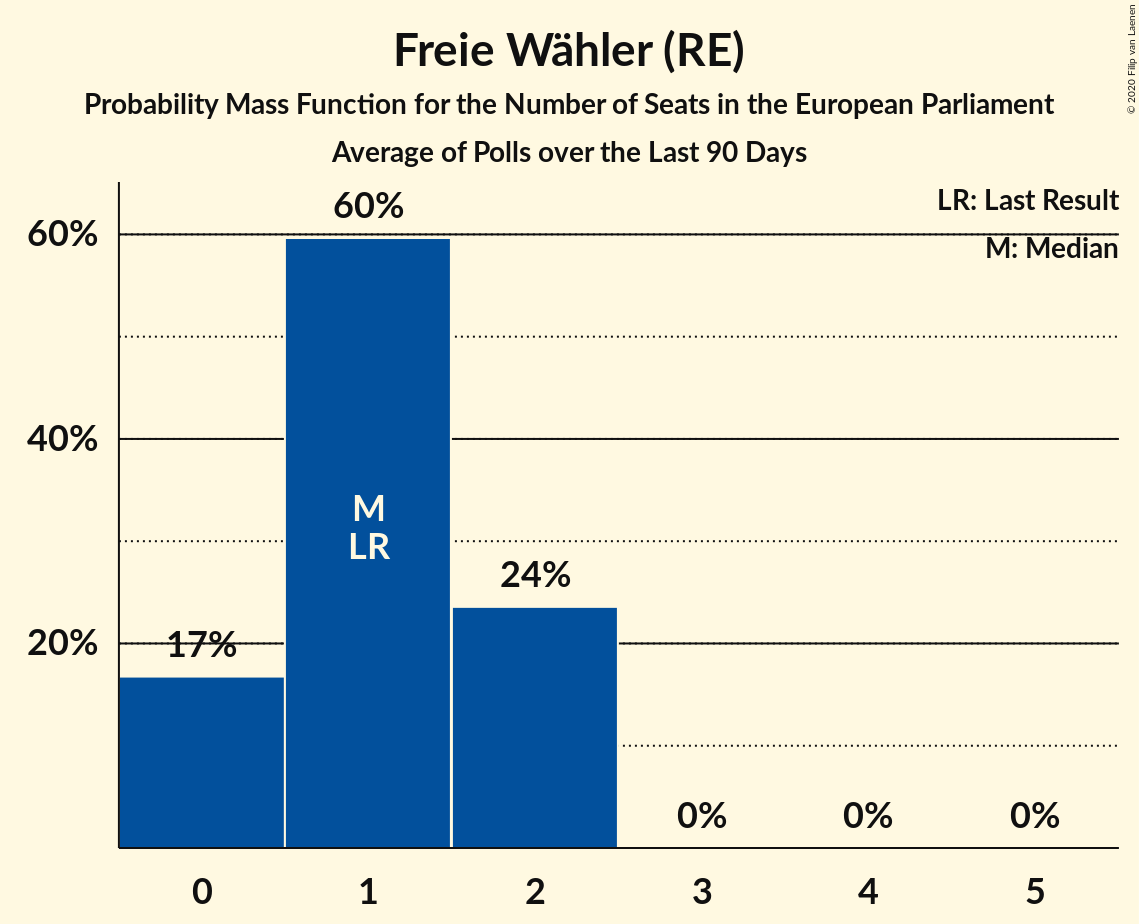 Freie Wähler (RE)
Probability Mass Function for the Number of Seats in the European Parliament
Average of Polls over the Last 90 Days
© 2020 Filip van Laenen
LR: Last Result
M: Median
60%
40%
20%
17%
60%
M
LR
24%
0%
0%
0%
0
1
2
3
4
5